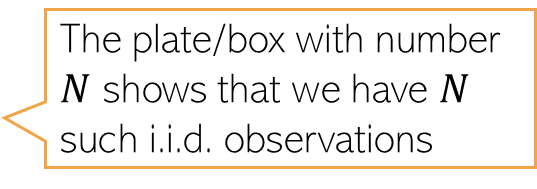 The plate/box with number
N shows that we have N
such i.i.d. observations